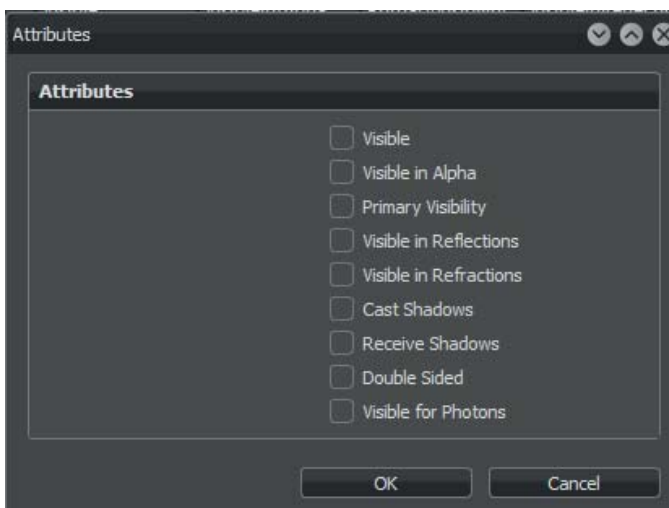 Attributes
Attributes
Visible
Visible in Alpha
Primary Visibility
Visible in Reflections
Visible in Refractions
Cast Shadows
Receive Shadows
Double Sided
Visible for Photons
OK Cancel